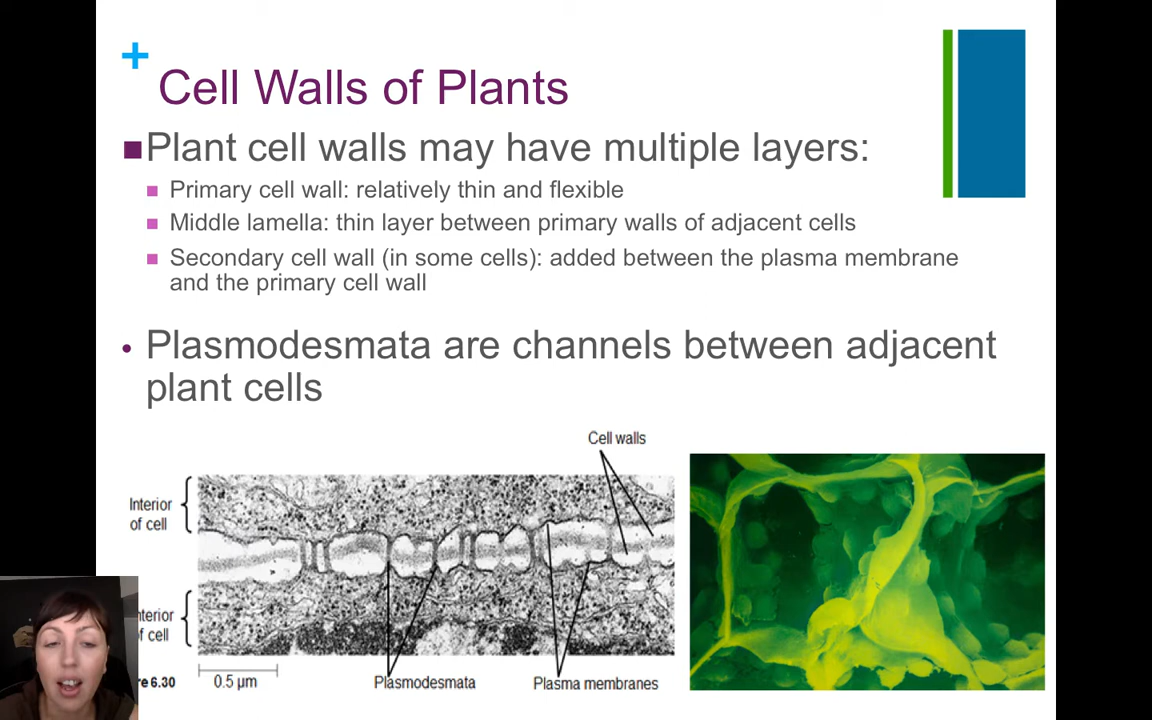 +
Cell Walls of Plants
Plant cell walls may have multiple layers:
Primary cell wall: relatively thin and flexible
Middle lamella: thin layer between primary walls of adjacent cells
Secondary cell wall (in some cells): added between the plasma membrane
and the primary cell wall
Plasmodesmata are channels between adjacent
plant cells
Cell walls
Interior
of cell
nterior
of cell
re 6.30
0.5 μm
Plasmodesmata
Plasma membranes